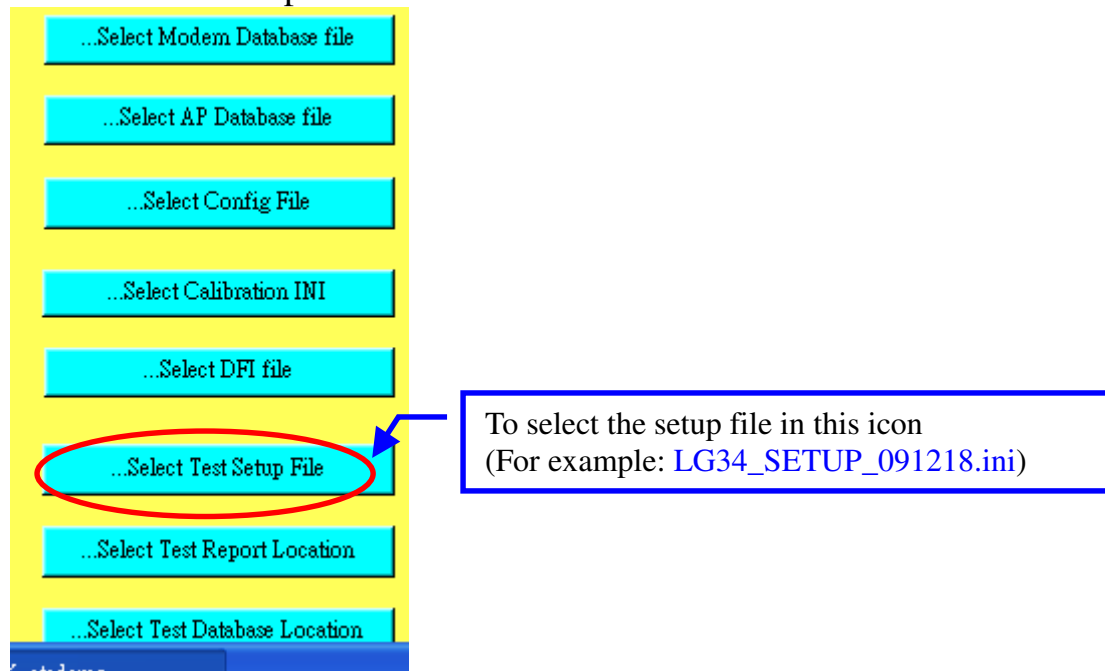 ...Select Modem Database file
...Select AP Database file
...Select Config File
...Select Calibration INI
...Select DFI file
To select the setup file in this icon
(For example: LG34_SETUP_091218.ini)
...Select Test Setup File
...Select Test Report Location
...Select Test Database Location